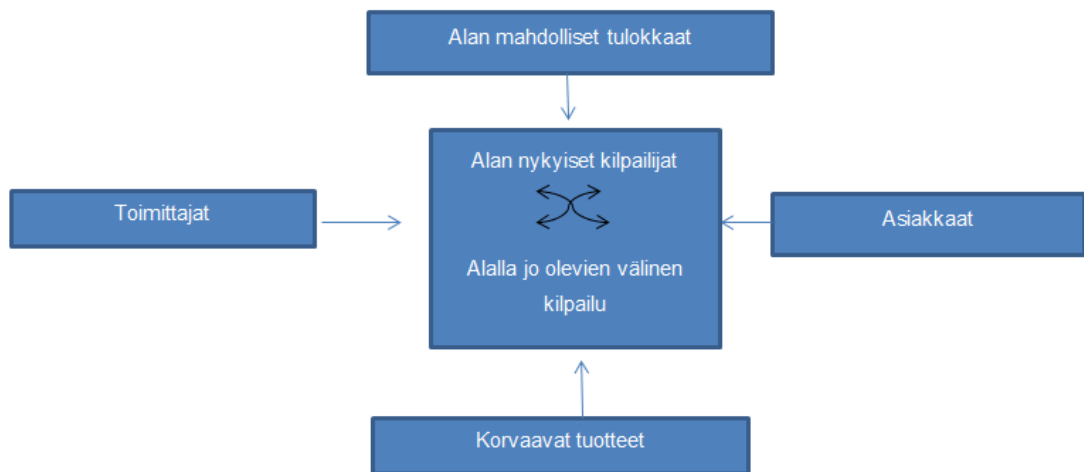 Alan mahdolliset tulokkaat
Alan nykyiset kilpailijat
Toimittajat
Asiakkaat
Alalla jo olevien välinen
kilpailu
Korvaavat tuotteet